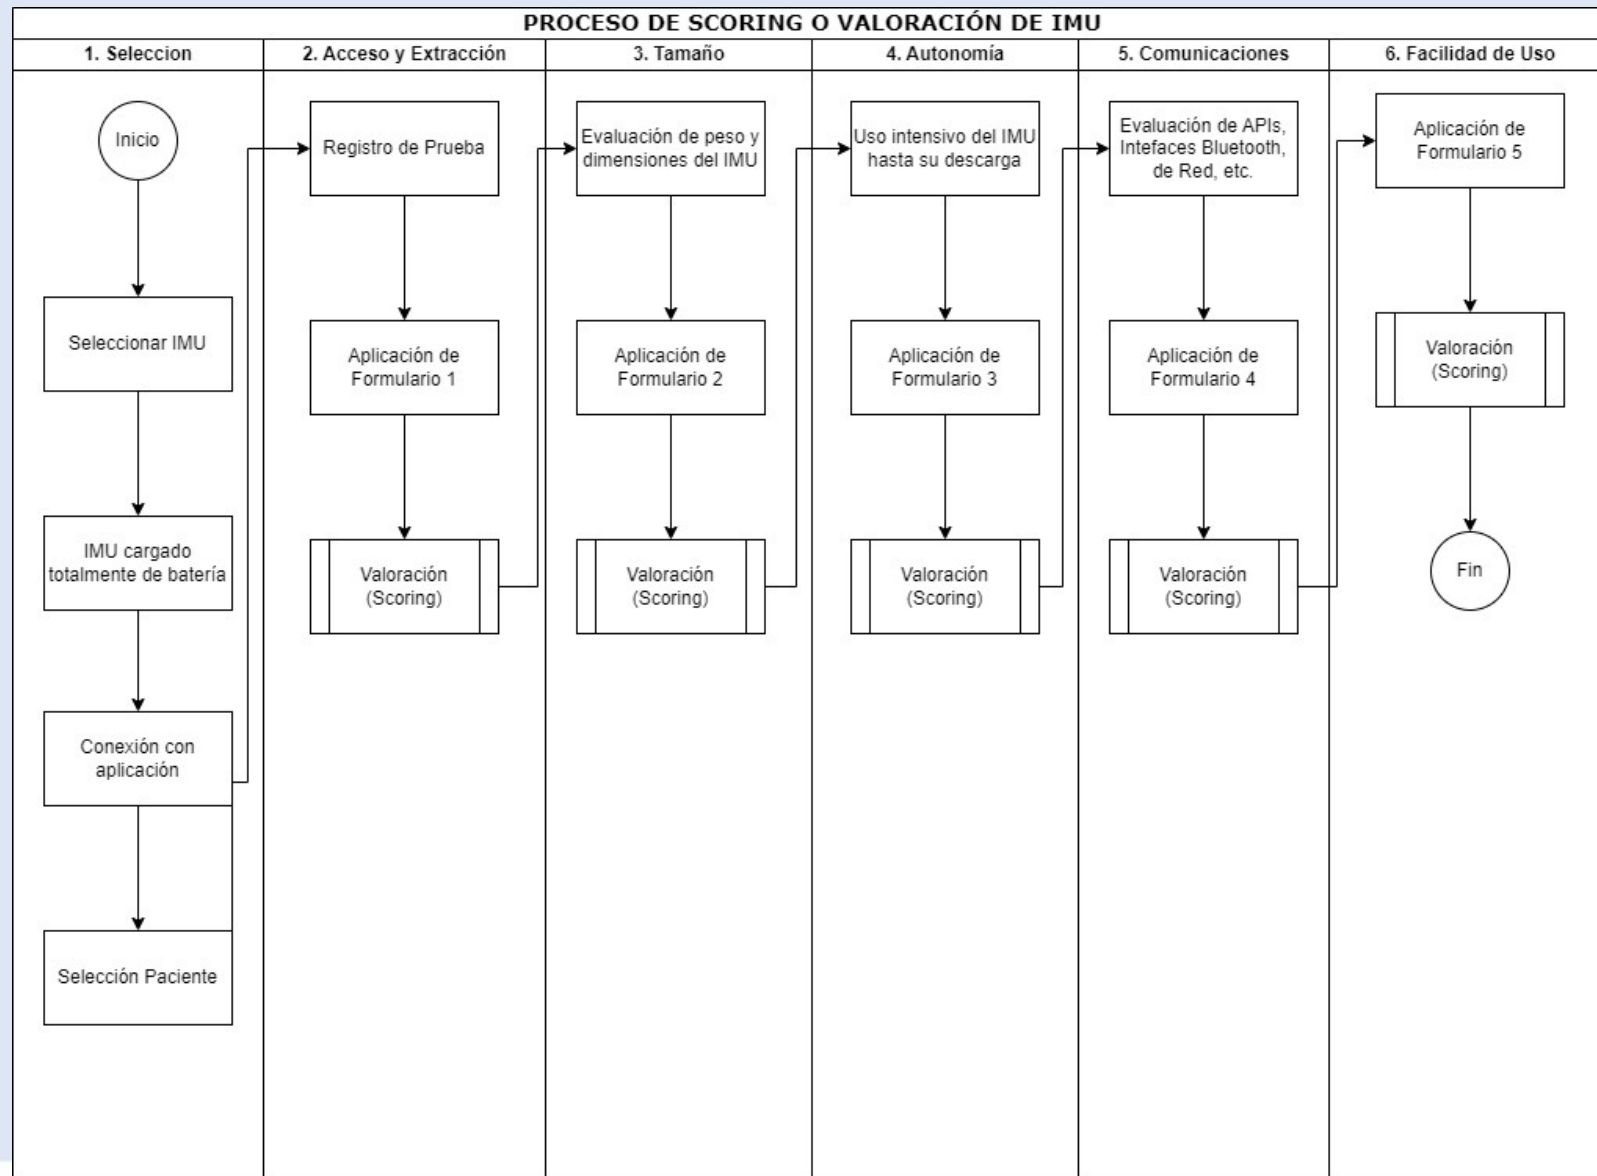 PROCESO DE SCORING O VALORACIÓN DE IMU
1. Seleccion
2. Acceso y Extracción
3. Tamaño
4. Autonomía
5. Comunicaciones
6. Facilidad de Uso
Inicio
Seleccionar IMU
IMU cargado
totalmente de batería
Conexión con
aplicación
Selección Paciente
Registro de Prueba
Aplicación de
Formulario 1
Valoración
(Scoring)
Evaluación de peso y
dimensiones del IMU
Aplicación de
Formulario 2
Valoración
(Scoring)
Uso intensivo del IMU
hasta su descarga
Aplicación de
Formulario 3
Valoración
(Scoring)
Evaluación de APIs,
Intefaces Bluetooth,
de Red, etc.
Aplicación de
Formulario 4
Valoración
(Scoring)
Aplicación de
Formulario 5
Valoración
(Scoring)
Fin